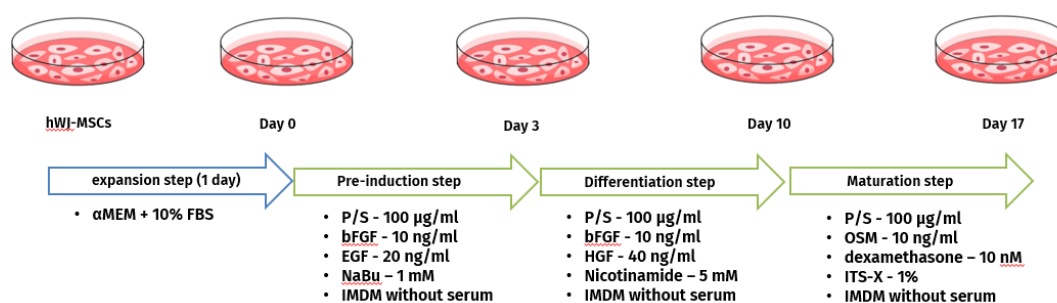 hWJ-MSCs
Day 0
Day 3
Day 10
Day 17
expansion step (1 day)
Pre-induction step
Differentiation step
Maturation step
• αMEM + 10% FBS
• P/S - 100 µg/ml
• bFGF - 10 ng/ml
• EGF - 20 ng/ml
• NaBu – 1 mM
• IMDM without serum
• P/S - 100 µg/ml
• bFGF - 10 ng/ml
• HGF - 40 ng/ml
• Nicotinamide – 5 mM
• IMDM without serum
• P/S - 100 µg/ml
• OSM - 10 ng/ml
• dexamethasone – 10 nM
• ITS-X - 1%
• IMDM without serum